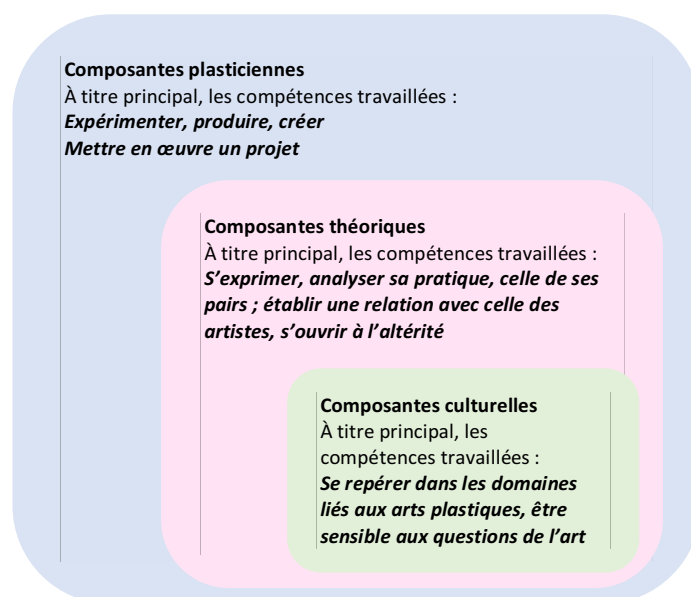 Composantes plasticiennes
À titre principal, les compétences travaillées :
Expérimenter, produire, créer
Mettre en œuvre un projet
Composantes théoriques
À titre principal, les compétences travaillées :
S’exprimer, analyser sa pratique, celle de ses
pairs ; établir une relation avec celle des
artistes, s’ouvrir à l’altérité
Composantes culturelles
À titre principal, les
compétences travaillées :
Se repérer dans les domaines
liés aux arts plastiques, être
sensible aux questions de l’art